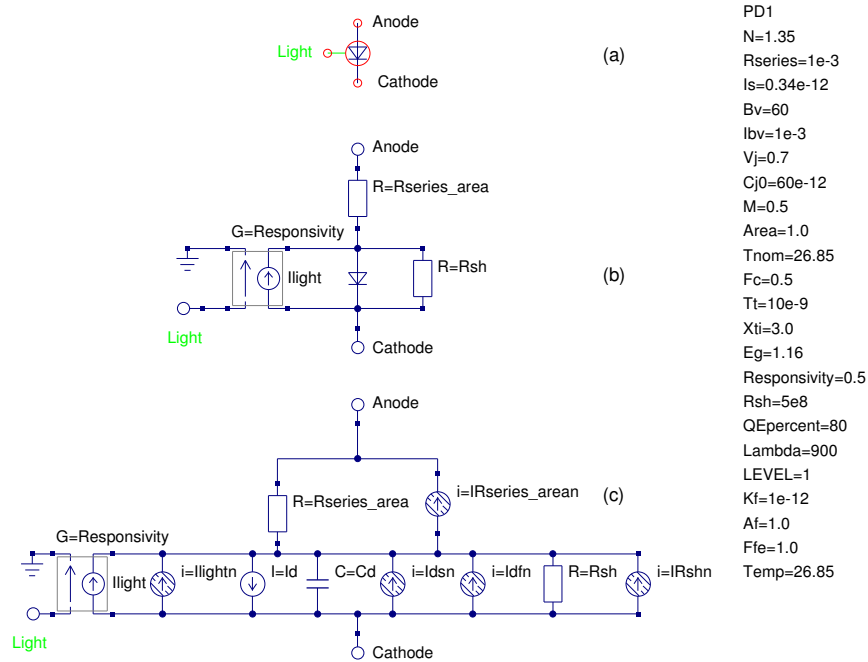 Anode
Light
Cathode
(a)
Anode
R=Rseries_area
G=Responsivity
Ilight
R=Rsh
(b)
Light
Cathode
Anode
R=Rseries_area
i=IRseries_arean
(c)
G=Responsivity
Ilight
i=Ilightn
I=Id
C=Cd
i=Idsn
i=Idfn
R=Rsh
i=IRshn
Light
Cathode
PD1
N=1.35
Rseries=1e-3
Is=0.34e-12
Bv=60
Ibv=1e-3
Vj=0.7
Cj0=60e-12
M=0.5
Area=1.0
Tnom=26.85
Fc=0.5
Tt=10e-9
Xti=3.0
Eg=1.16
Responsivity=0.5
Rsh=5e8
QEpercent=80
Lambda=900
LEVEL=1
Kf=1e-12
Af=1.0
Ffe=1.0
Temp=26.85